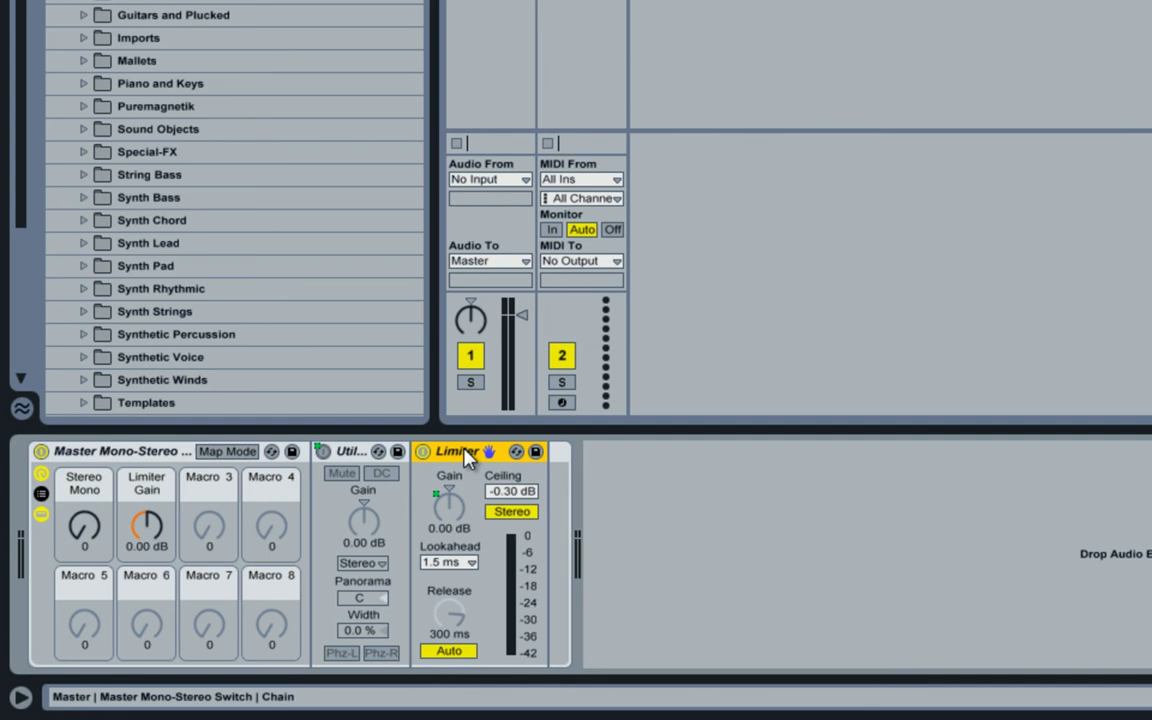 Guitars and Plucked
Imports
Mallets
Piano and Keys
Puremagnetik
Sound Objects
Special-FX
String Bass
Synth Bass
Synth Chord
Synth Lead
Synth Pad
Synth Rhythmic
Synth Strings
Synthetic Percussion
Synthetic Voice
Synthetic Winds
Templates
Audio From
No Input
Audio To
Master
1
S
MIDI From
All Ins
All Channe
Monitor
In Auto Off
MIDI To
No Output
2
S
Master Mono-Stereo ... Map Mode
Stereo Mono
0
Limiter Gain
0.00 dB
Macro 3
0
Macro 4
0
Macro 5
0
Macro 6
0
Macro 7
0
Macro 8
0
Util...
Mute DC
Gain
0.00 dB
Stereo
Panorama
C
Width
0.0 %
Phz-L Phz-R
Limiter
Gain
0.00 dB
Lookahead
1.5 ms
Release
300 ms
Auto
Ceiling
-0.30 dB
Stereo
0
-6
-12
-18
-24
-30
-36
-42
Drop Audio E
Master | Master Mono-Stereo Switch | Chain